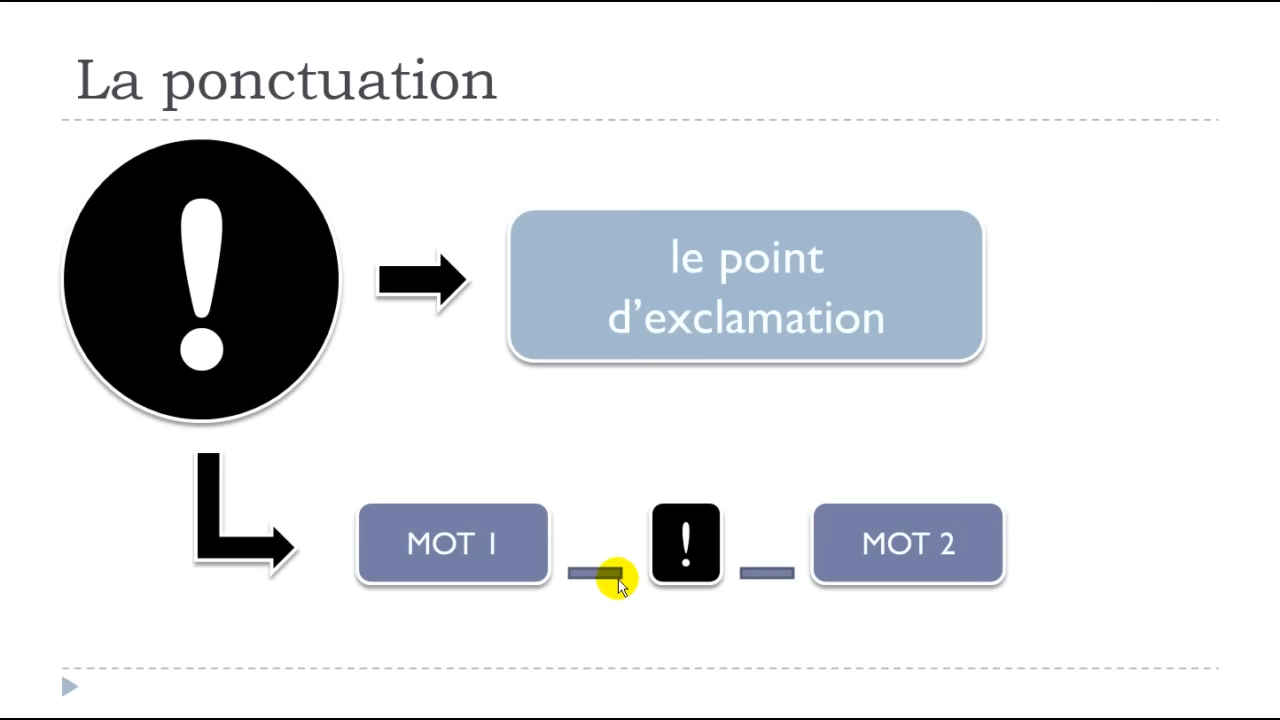 La ponctuation
!
le point
d’exclamation
MOT 1 _ ! _ MOT 2